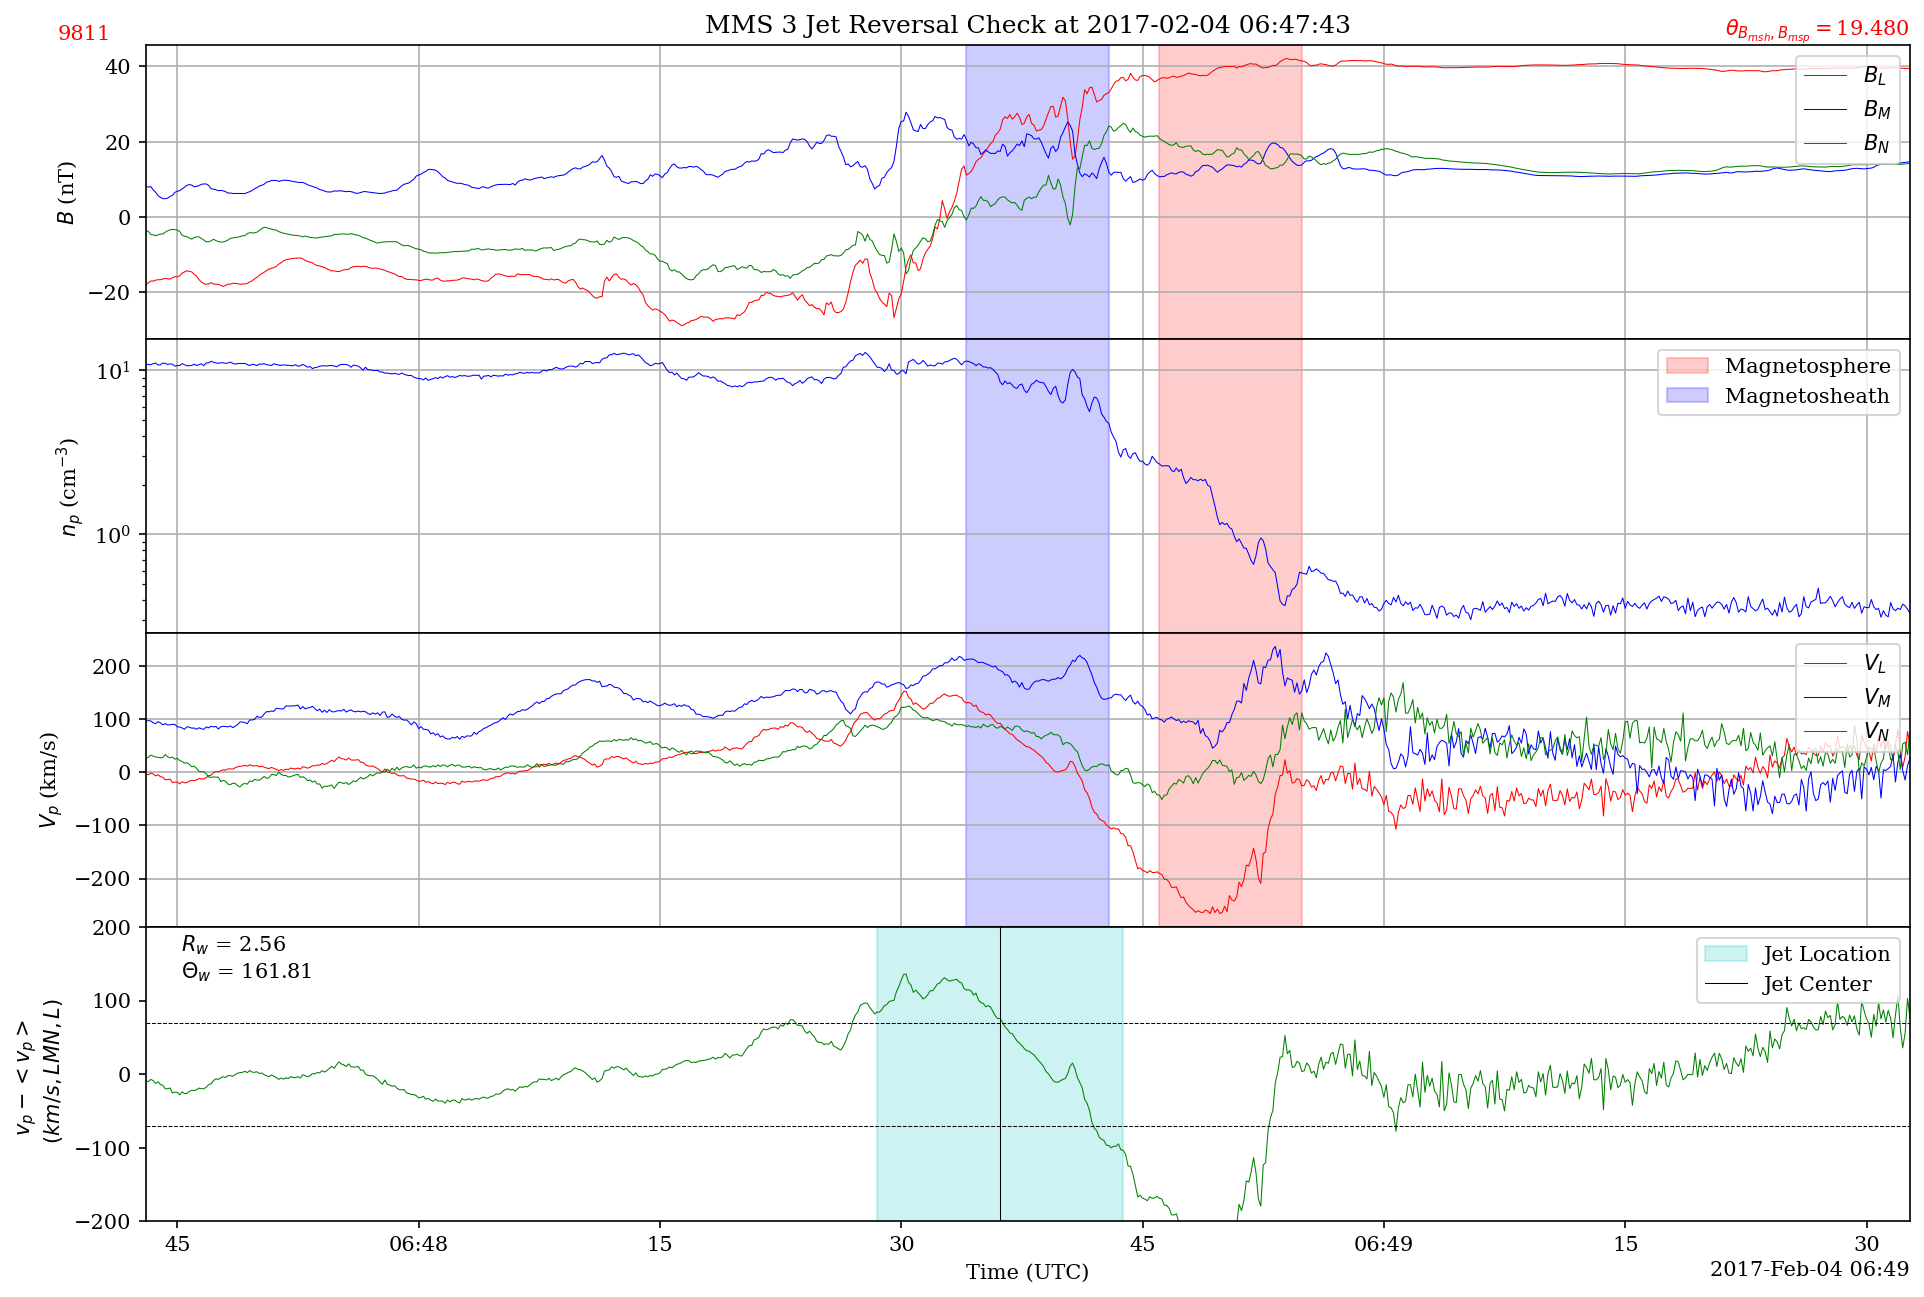 MMS 3 Jet Reversal Check at 2017-02-04 06:47:43
9811
θ_{B_{msh}, B_{msp}} = 19.480
B (nT)
40
20
0
−20
B_L
B_M
B_N
n_p (cm^{−3})
10^1
10^0
Magnetosphere
Magnetosheath
V_p (km/s)
200
100
0
−100
−200
V_L
V_M
V_N
v_p − < v_p >
(km/s, LMN, L)
200
100
0
−100
−200
R_w = 2.56
Θ_w = 161.81
Jet Location
Jet Center
45
06:48
15
30
45
06:49
15
30
Time (UTC)
2017-Feb-04 06:49